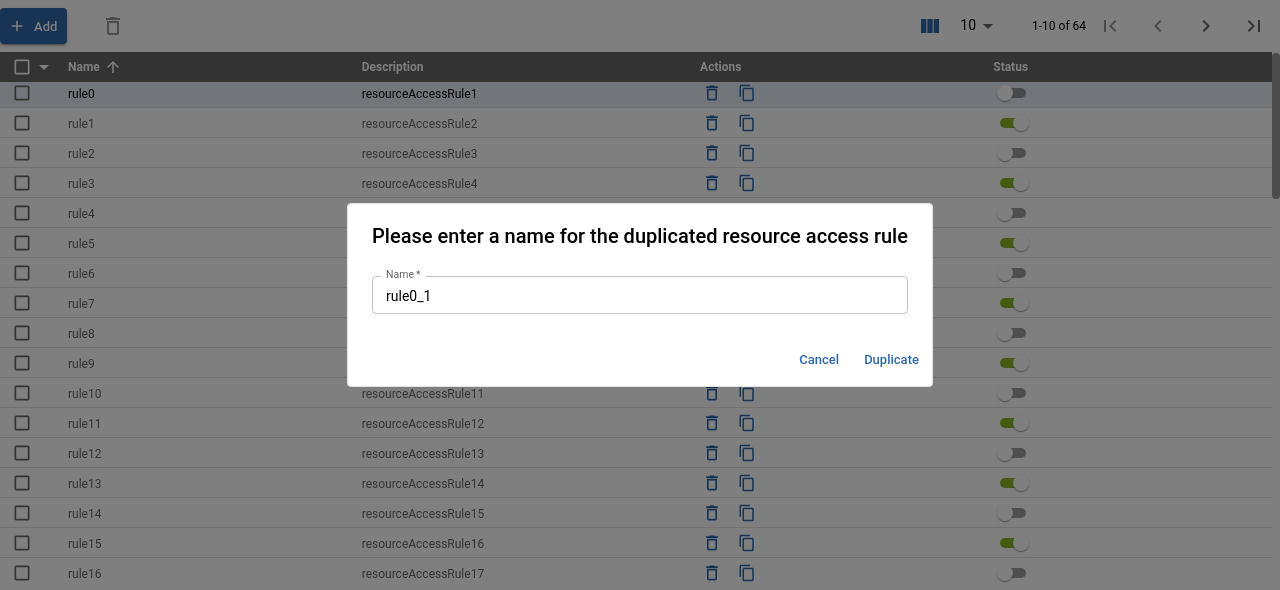 Add
10
1-10 of 64
Name Description Actions Status
rule0 resourceAccessRule1
rule1 resourceAccessRule2
rule2 resourceAccessRule3
rule3 resourceAccessRule4
rule4
rule5
rule6
rule7
rule8
rule9
Please enter a name for the duplicated resource access rule
Name *
rule0_1
Cancel Duplicate
rule10 resourceAccessRule11
rule11 resourceAccessRule12
rule12 resourceAccessRule13
rule13 resourceAccessRule14
rule14 resourceAccessRule15
rule15 resourceAccessRule16
rule16 resourceAccessRule17